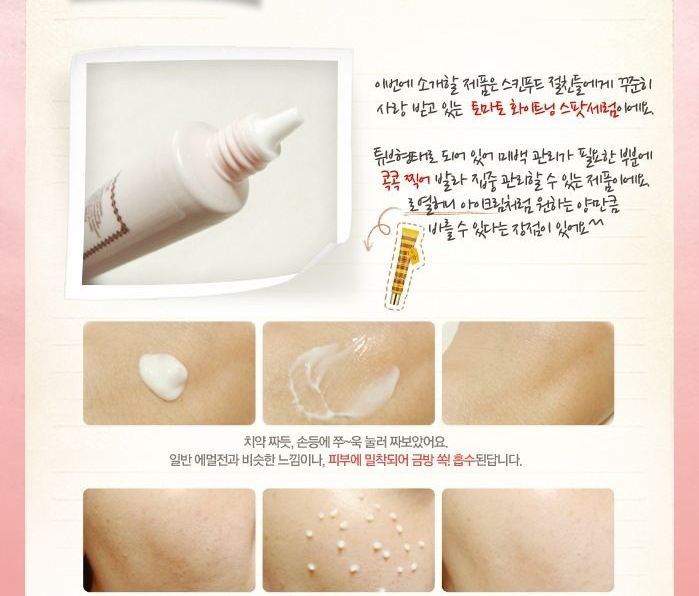 이번에 소개할 제품은 스킨푸드 절친들에게 꾸준히
사랑 받고 있는 토마토 화이트닝 스팟세럼이에요.
튜브형태로 되어 있어 미백 관리가 필요한 부분에
콕콕 찍어 발라 집중 관리할 수 있는 제품이에요.
로열허니 아이크림처럼 원하는 양만큼
바를 수 있다는 장점이 있어요~
치약 짜듯, 손등에 쭈~욱 눌러 짜보았어요.
일반 에멀전과 비슷한 느낌이나, 피부에 밀착되어 금방 쏙! 흡수된답니다.